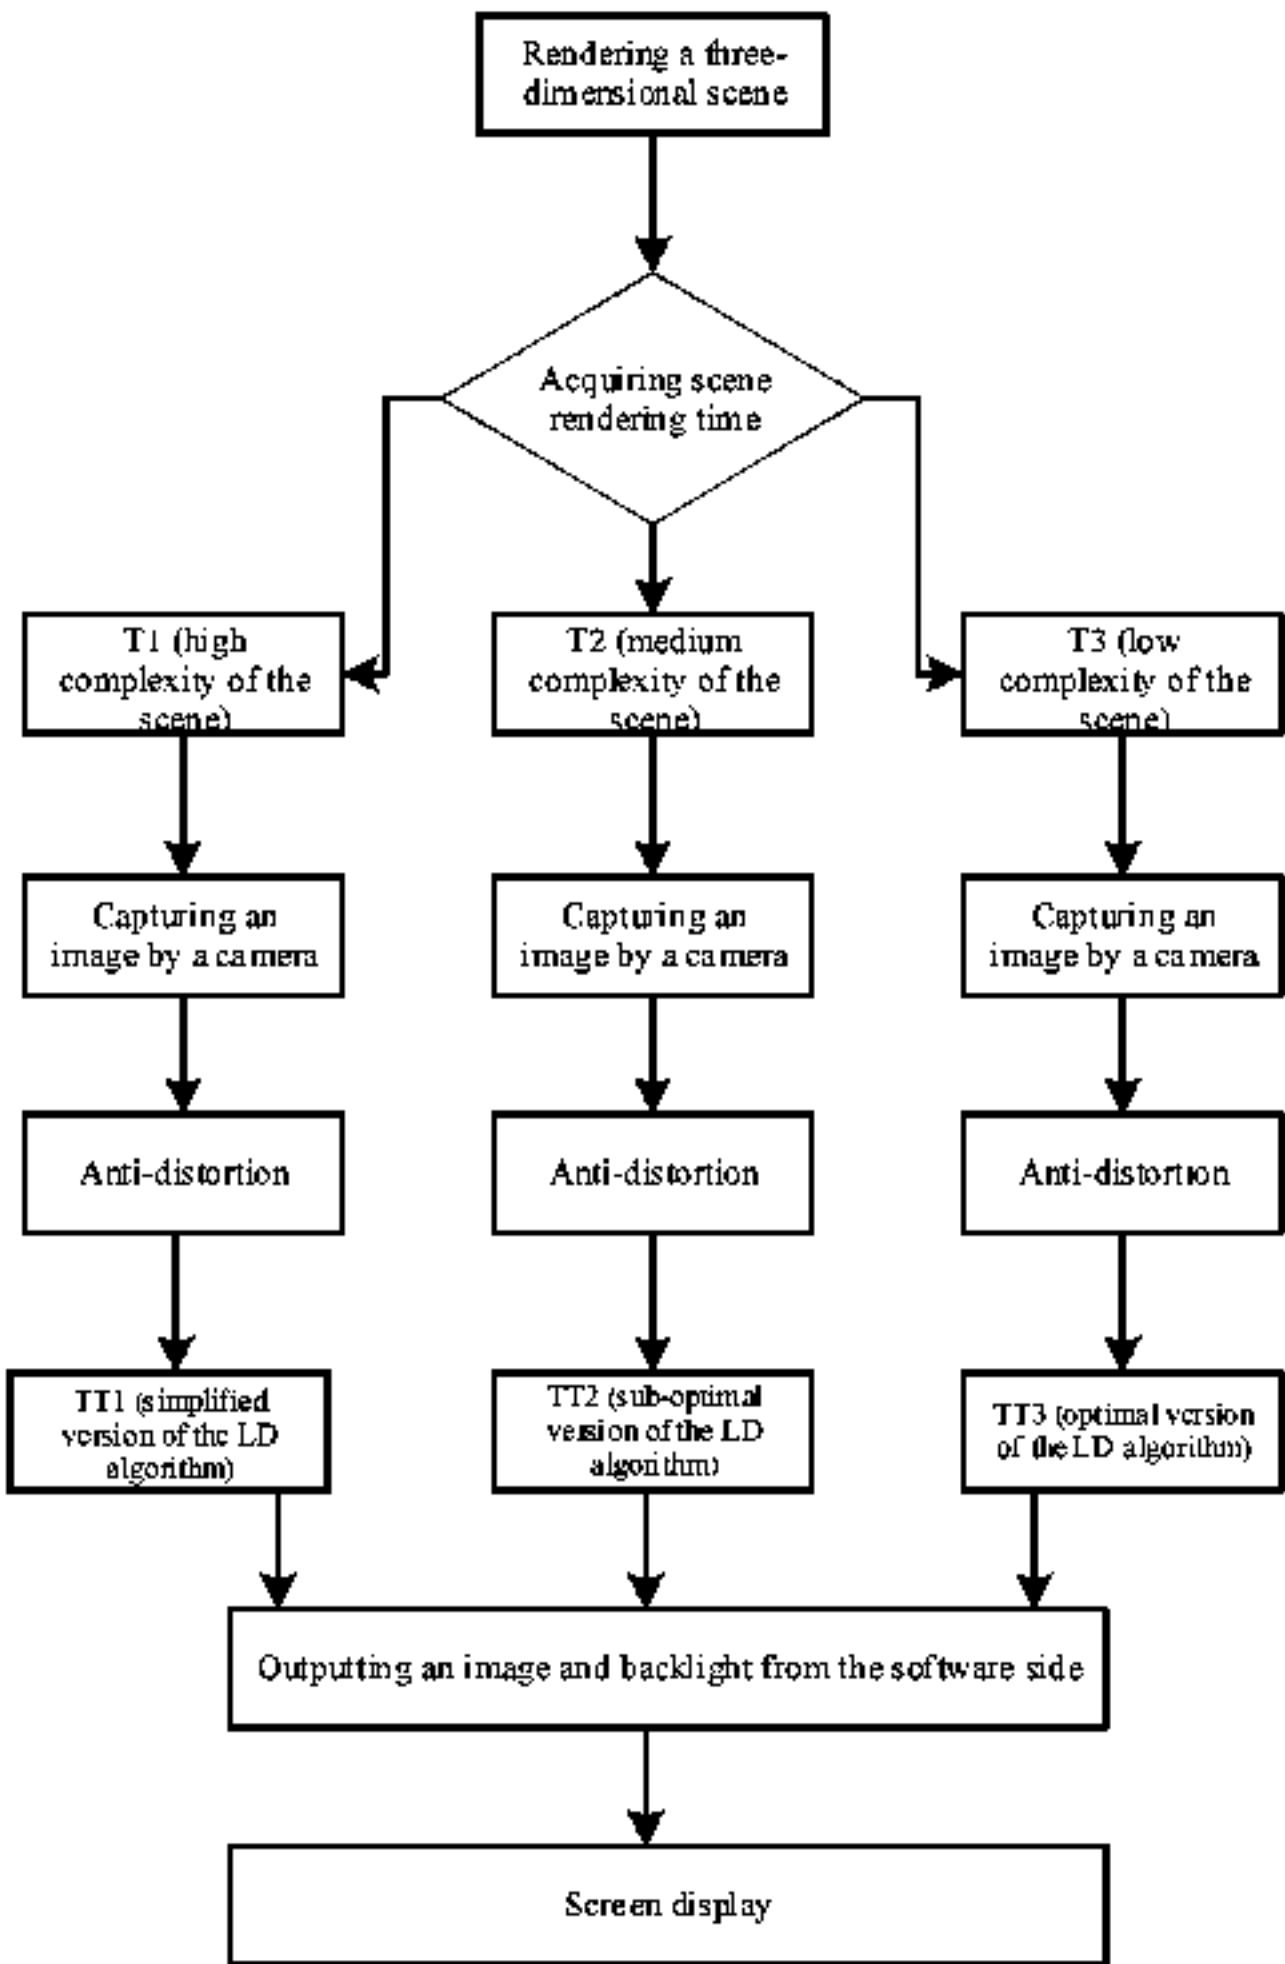 Rendering a three-
dimensional scene
Acquiring scene
rendering time
T1 (high
complexity of the
scene)
T2 (medium
complexity of the
scene)
T3 (low
complexity of the
scene)
Capturing an
image by a camera
Capturing an
image by a camera
Capturing an
image by a camera
Anti-distortion
Anti-distortion
Anti-distortion
TT1 (simplified
version of the LD
algorithm)
TT2 (sub-optimal
version of the LD
algorithm)
TT3 (optimal version
of the LD algorithm)
Outputting an image and backlight from the software side
Screen display